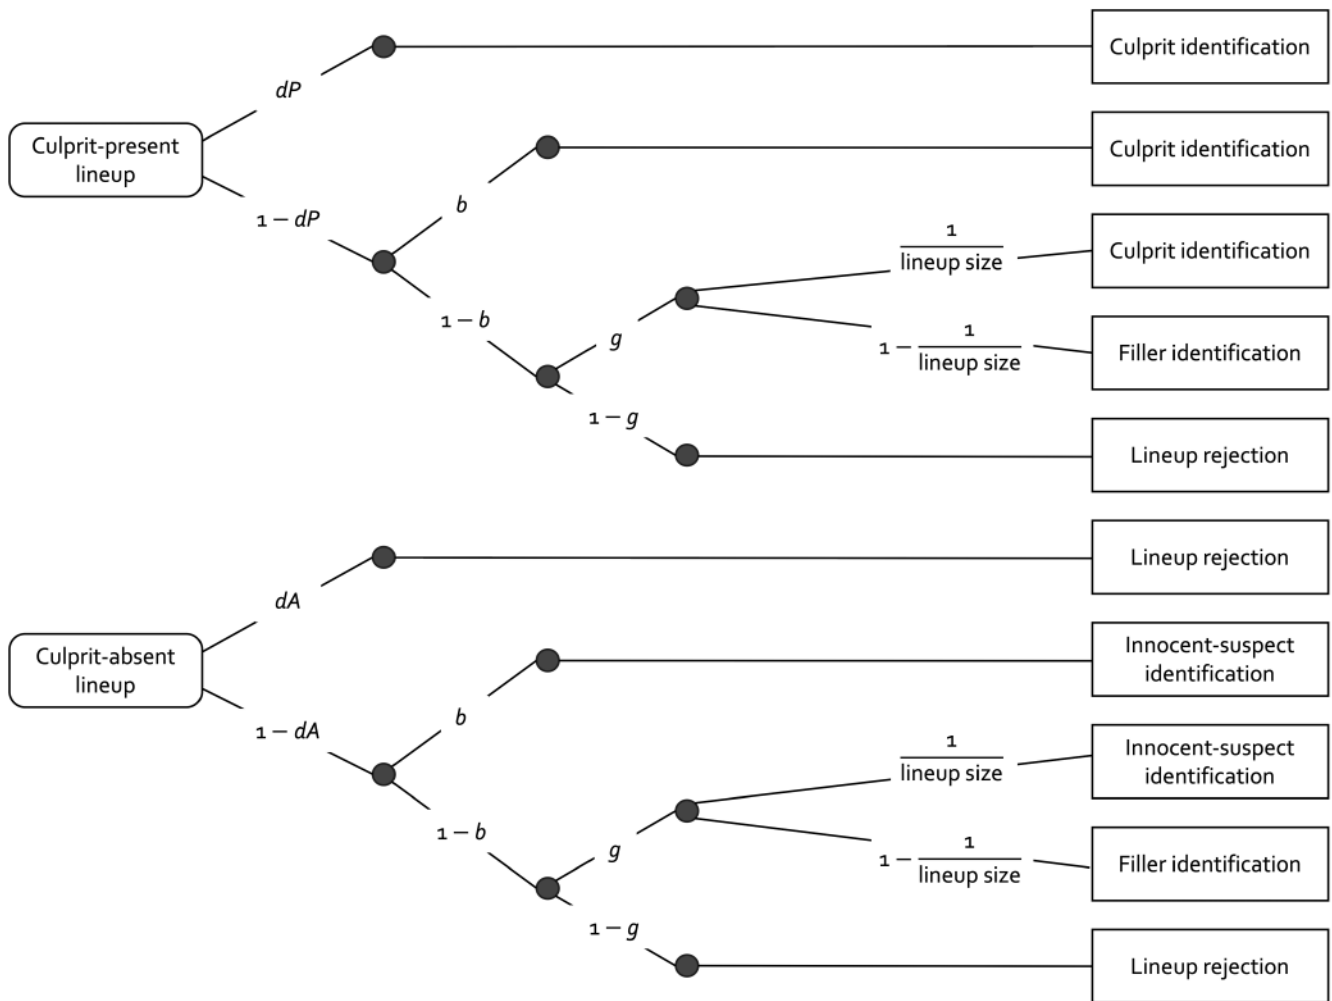 Culprit identification
dP
Culprit-present
lineup
Culprit identification
b
1 – dP
Culprit identification
1
lineup size
1 – b
g
Filler identification
1 – 1
lineup size
1 – g
Lineup rejection
Lineup rejection
dA
Culprit-absent
lineup
Innocent-suspect
identification
b
1 – dA
Innocent-suspect
identification
1
lineup size
1 – b
g
Filler identification
1 – 1
lineup size
1 – g
Lineup rejection